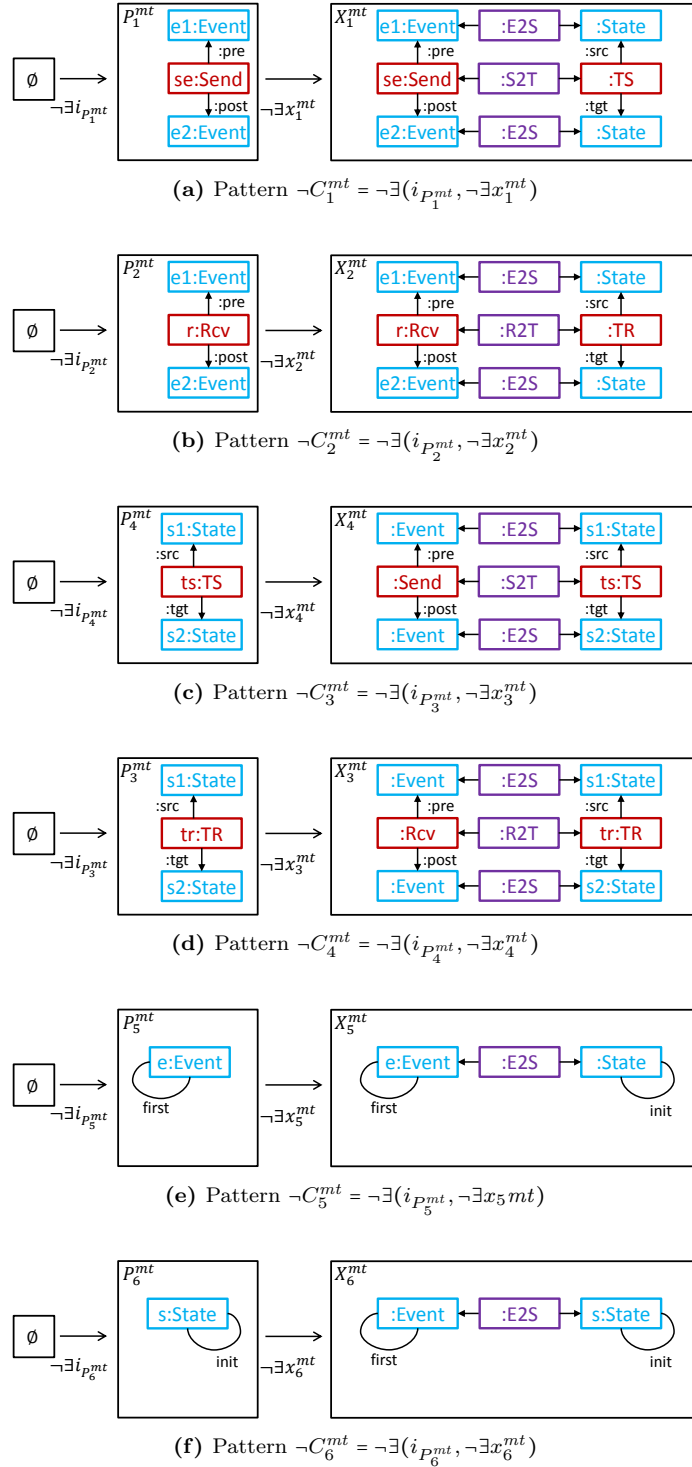 P_1^{mt} X_1^{mt}
e1:Event e1:Event :E2S :State
:pre :pre :src
∅ se:Send se:Send :S2T :TS
¬∃i_{P_1^{mt}} :post ¬∃x_1^{mt} :post :tgt
e2:Event e2:Event :E2S :State
(a) Pattern ¬C_1^{mt} = ¬∃(i_{P_1^{mt}}, ¬∃x_1^{mt})
P_2^{mt} X_2^{mt}
e1:Event e1:Event :E2S :State
:pre :pre :src
∅ r:Rcv r:Rcv :R2T :TR
¬∃i_{P_2^{mt}} :post ¬∃x_2^{mt} :post :tgt
e2:Event e2:Event :E2S :State
(b) Pattern ¬C_2^{mt} = ¬∃(i_{P_2^{mt}}, ¬∃x_2^{mt})
P_4^{mt} X_4^{mt}
s1:State :Event :E2S s1:State
:src :pre :src
∅ ts:TS :Send :S2T ts:TS
¬∃i_{P_4^{mt}} :tgt ¬∃x_4^{mt} :post :tgt
s2:State :Event :E2S s2:State
(c) Pattern ¬C_3^{mt} = ¬∃(i_{P_3^{mt}}, ¬∃x_3^{mt})
P_3^{mt} X_3^{mt}
s1:State :Event :E2S s1:State
:src :pre :src
∅ tr:TR :Rcv :R2T tr:TR
¬∃i_{P_3^{mt}} :tgt ¬∃x_3^{mt} :post :tgt
s2:State :Event :E2S s2:State
(d) Pattern ¬C_4^{mt} = ¬∃(i_{P_4^{mt}}, ¬∃x_4^{mt})
P_5^{mt} X_5^{mt}
e:Event e:Event :E2S :State
∅
¬∃i_{P_5^{mt}} first ¬∃x_5^{mt} first init
(e) Pattern ¬C_5^{mt} = ¬∃(i_{P_5^{mt}}, ¬∃x_5mt)
P_6^{mt} X_6^{mt}
s:State :Event :E2S s:State
∅
¬∃i_{P_6^{mt}} init ¬∃x_6^{mt} first init
(f) Pattern ¬C_6^{mt} = ¬∃(i_{P_6^{mt}}, ¬∃x_6^{mt})